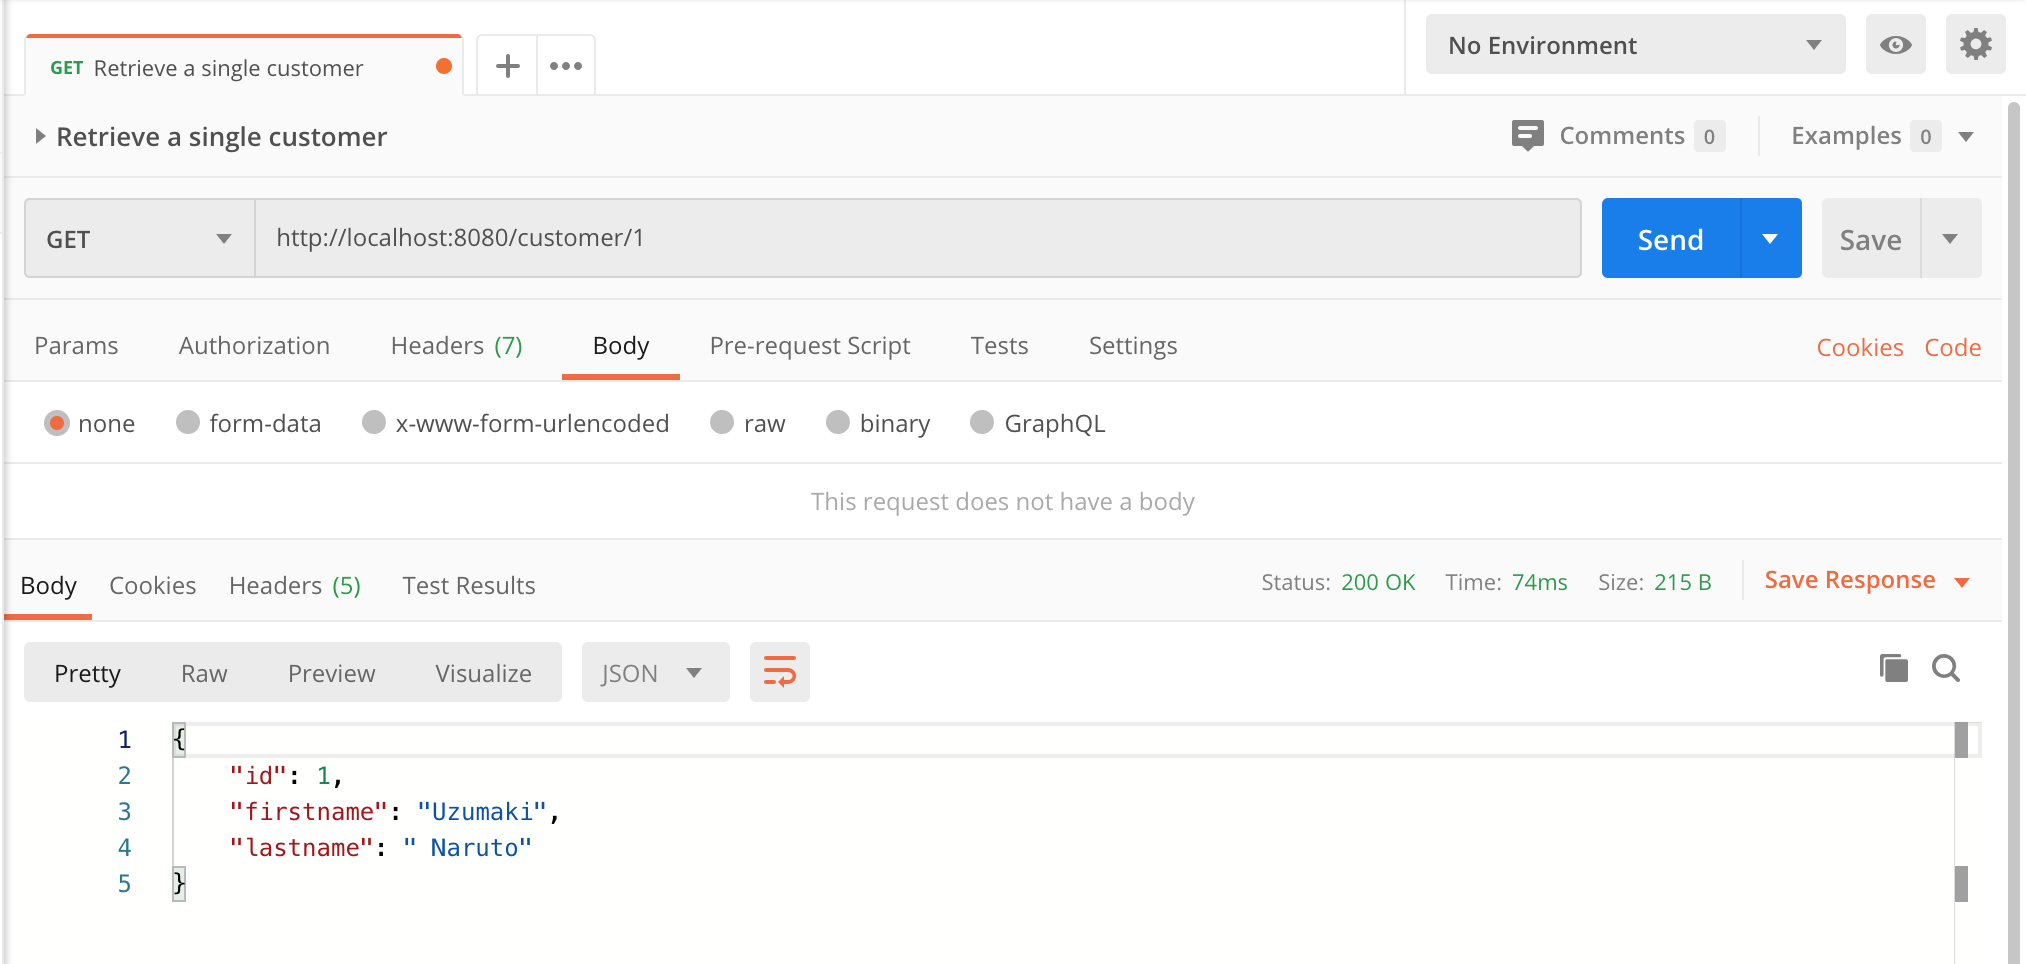 GET Retrieve a single customer
No Environment
Retrieve a single customer
Comments 0
Examples 0
GET
http://localhost:8080/customer/1
Send
Save
Params Authorization Headers (7) Body Pre-request Script Tests Settings Cookies Code
none form-data x-www-form-urlencoded raw binary GraphQL
This request does not have a body
Body Cookies Headers (5) Test Results Status: 200 OK Time: 74ms Size: 215 B Save Response
Pretty Raw Preview Visualize JSON
1 {
2 "id": 1,
3 "firstname": "Uzumaki",
4 "lastname": " Naruto"
5 }